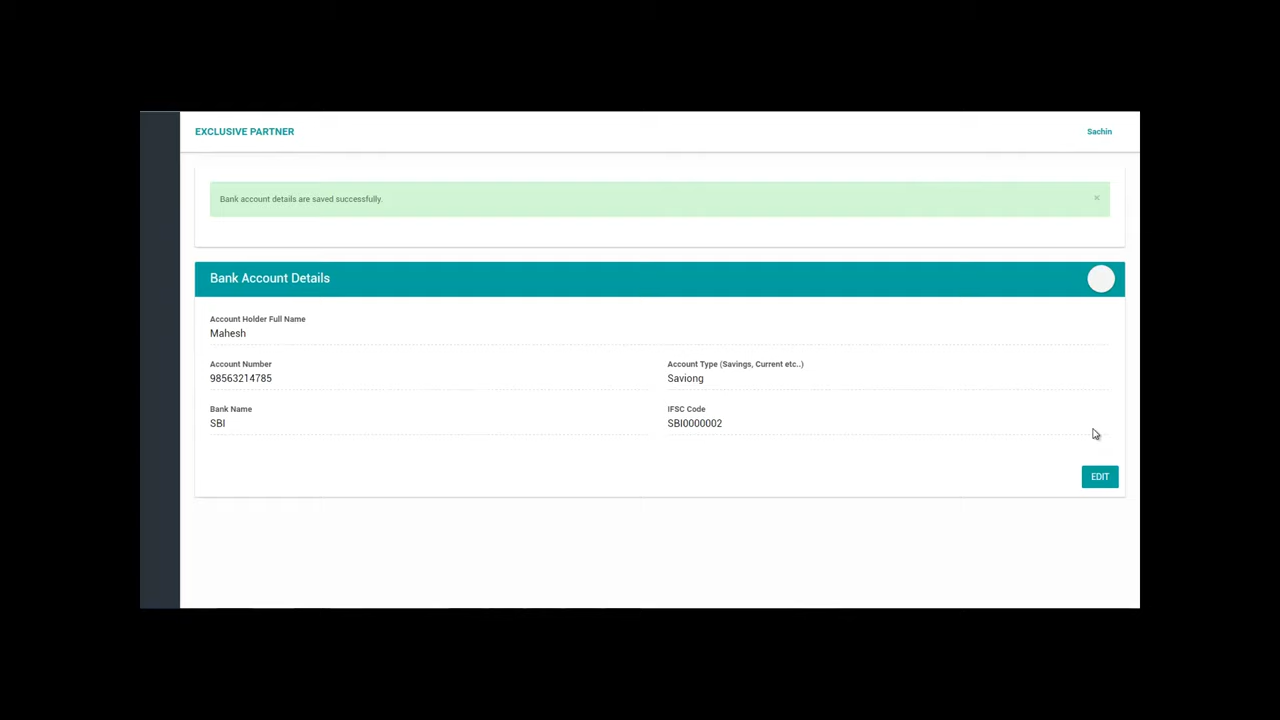 EXCLUSIVE PARTNER
Sachin
Bank account details are saved successfully.
×
Bank Account Details
Account Holder Full Name
Mahesh
Account Number
98563214785
Account Type (Savings, Current etc..)
Saviong
Bank Name
SBI
IFSC Code
SBI0000002
EDIT